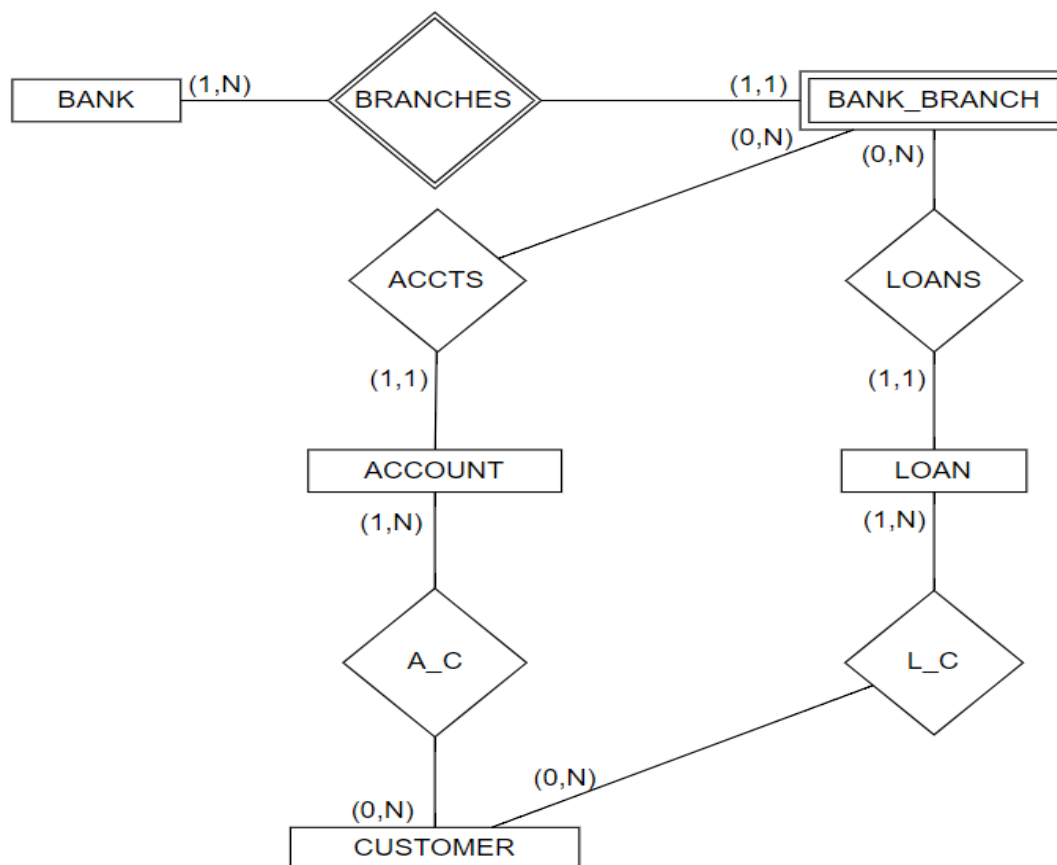 BANK
(1,N)
BRANCHES
(1,1)
BANK_BRANCH
(0,N)
(0,N)
ACCTS
LOANS
(1,1)
(1,1)
ACCOUNT
LOAN
(1,N)
(1,N)
A_C
L_C
(0,N)
(0,N)
CUSTOMER